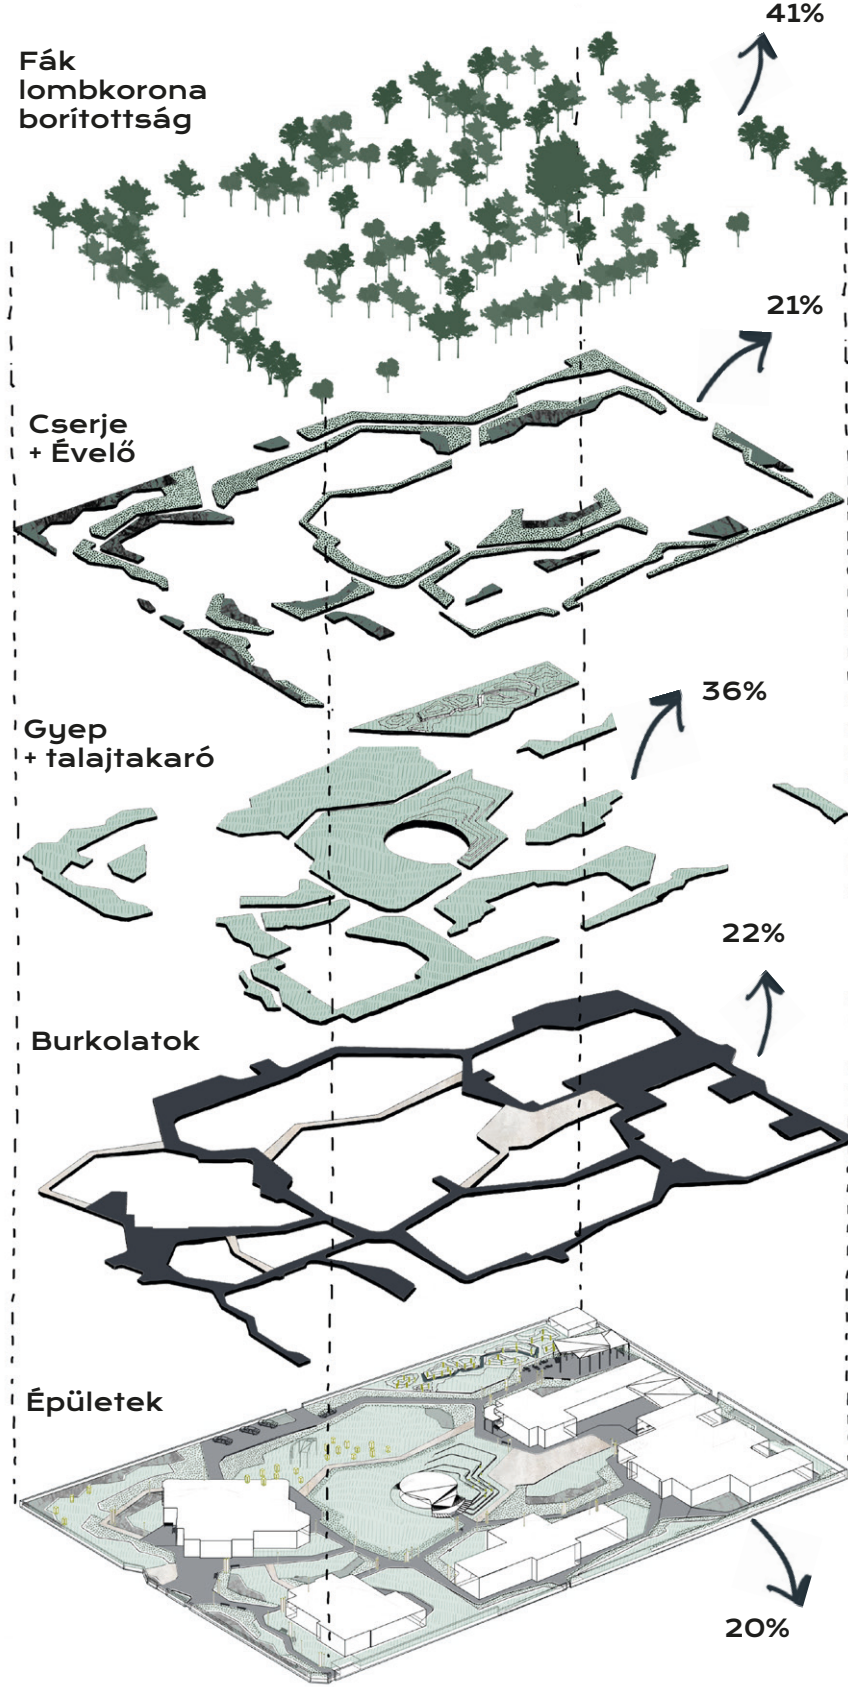 41%
Fák
lombkorona
borítottság
21%
Cserje
+ Évelő
36%
Gyep
+ talajtakaró
22%
Burkolatok
Épületek
20%